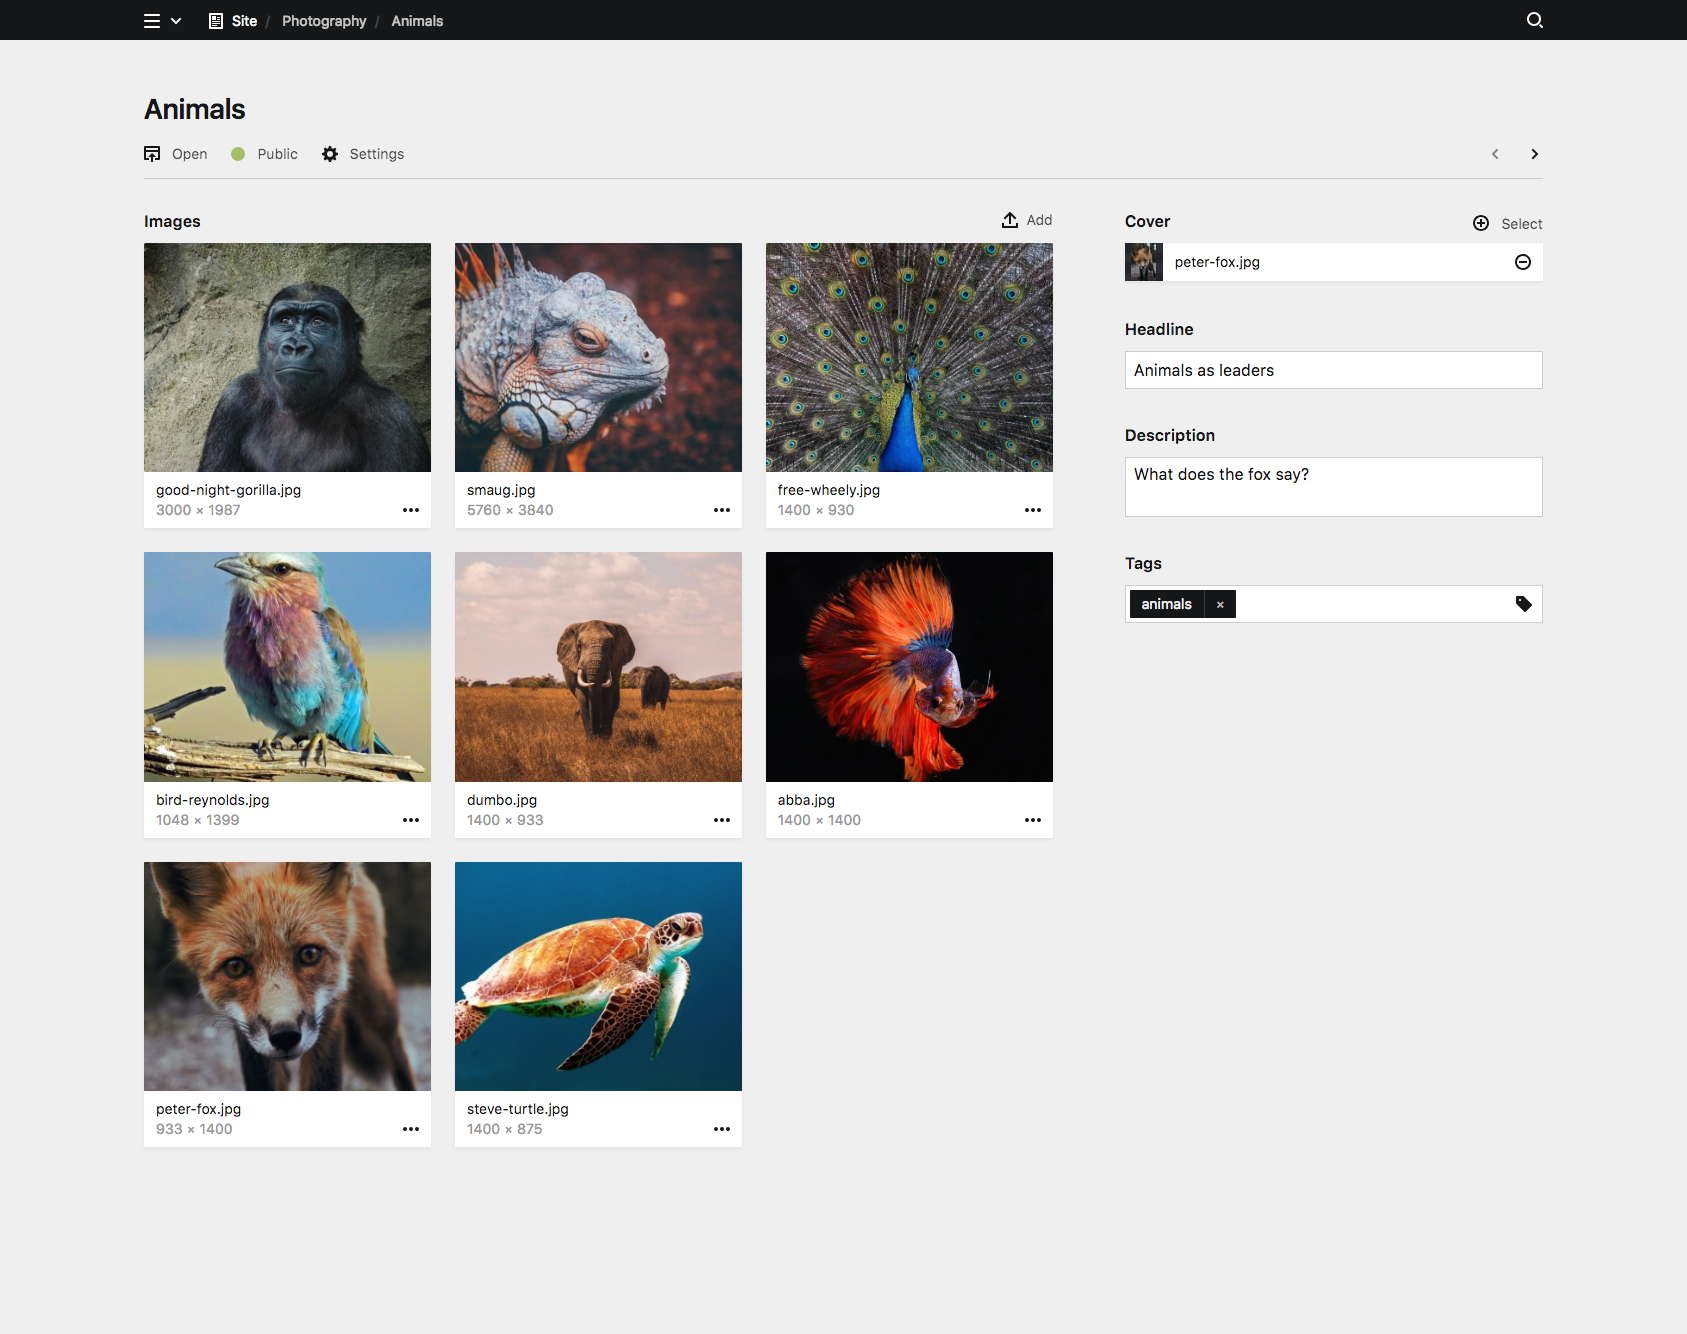 Site / Photography / Animals
Animals
Open Public Settings
Images
Add
good-night-gorilla.jpg
3000 × 1987
smaug.jpg
5760 × 3840
free-wheely.jpg
1400 × 930
bird-reynolds.jpg
1048 × 1399
dumbo.jpg
1400 × 933
abba.jpg
1400 × 1400
peter-fox.jpg
933 × 1400
steve-turtle.jpg
1400 × 875
Cover
Select
peter-fox.jpg
Headline
Animals as leaders
Description
What does the fox say?
Tags
animals ×